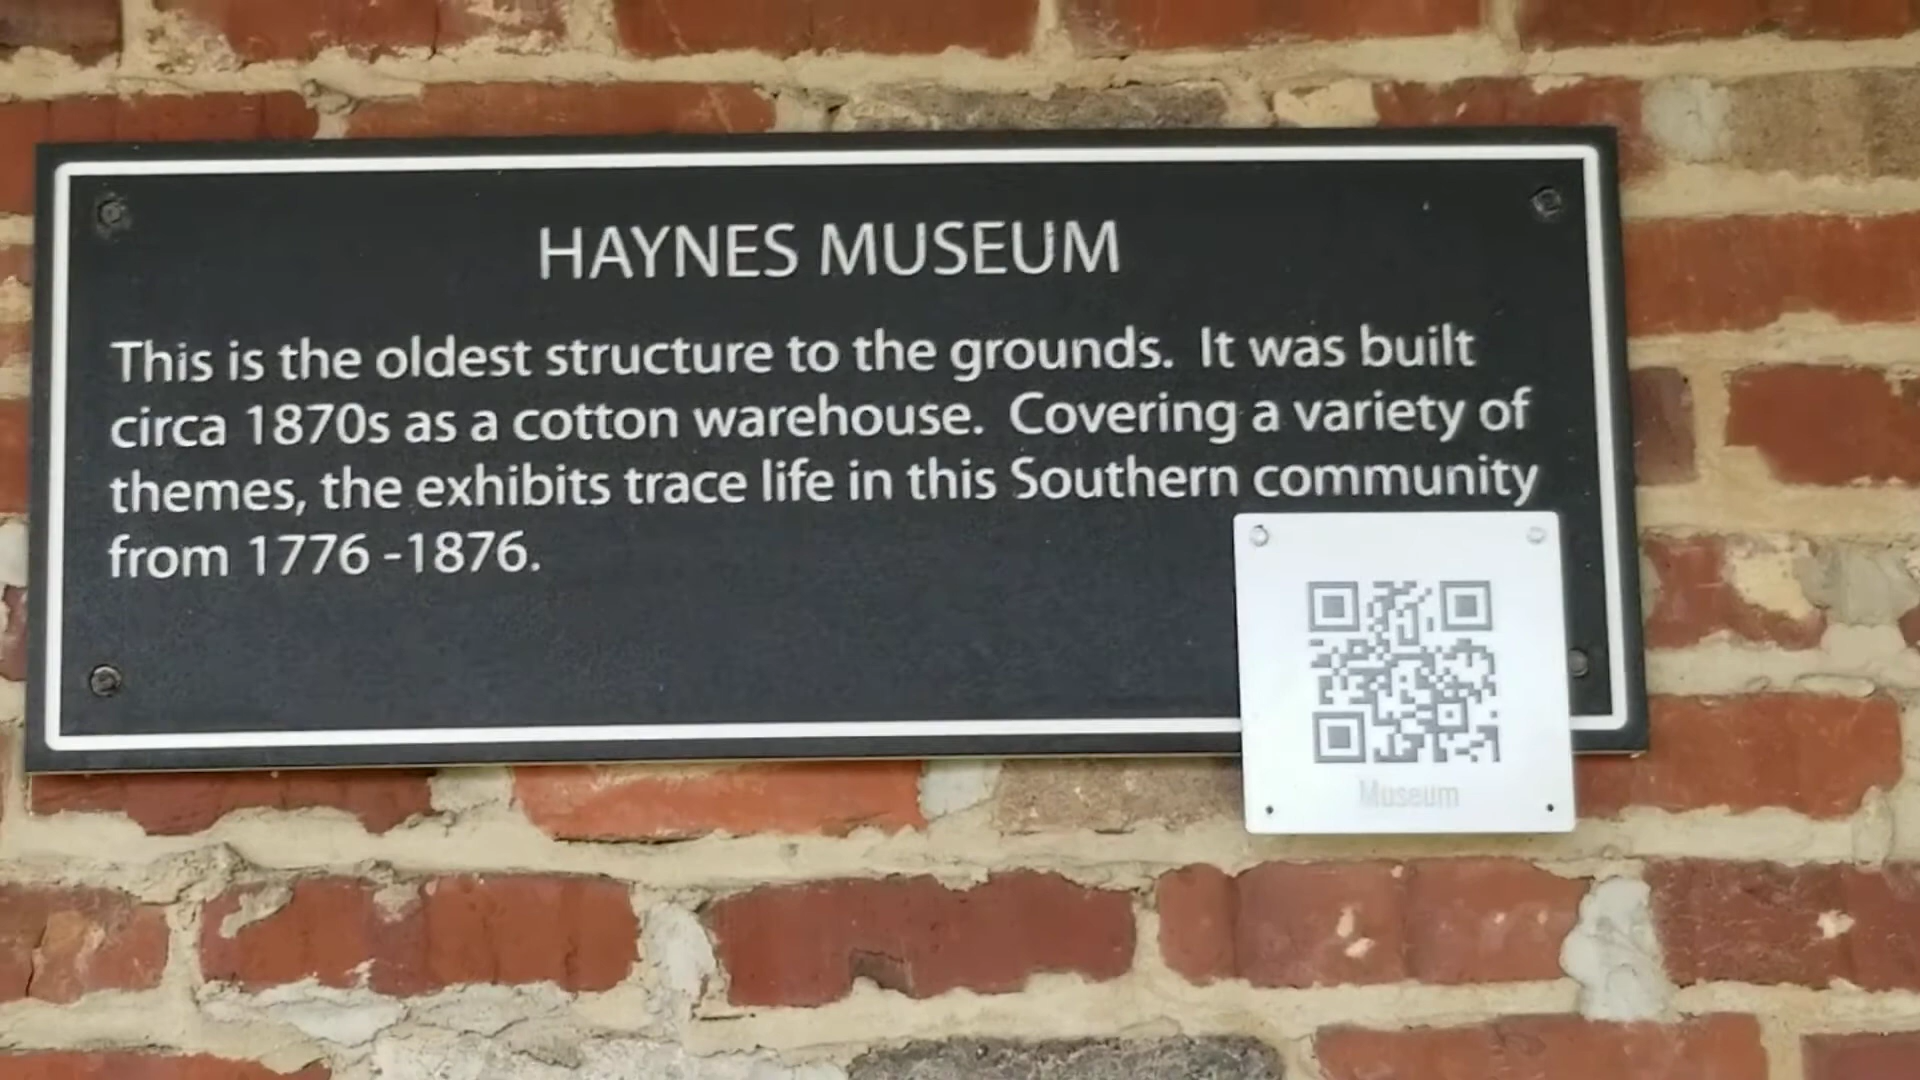 HAYNES MUSEUM
This is the oldest structure to the grounds. It was built
circa 1870s as a cotton warehouse. Covering a variety of
themes, the exhibits trace life in this Southern community
from 1776 -1876.
Museum